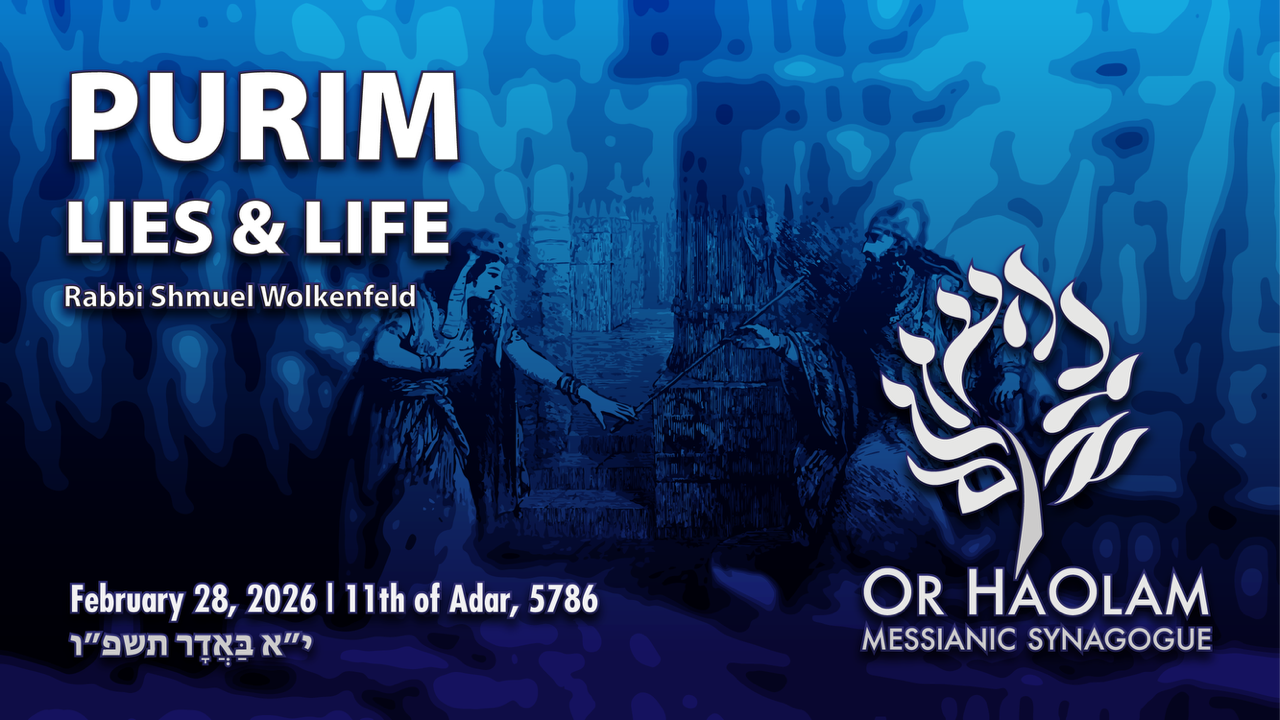 PURIM
LIES & LIFE
Rabbi Shmuel Wolkenfeld
February 28, 2026 | 11th of Adar, 5786
י״א בַּאֲדָר תשפ״ו
OR HAOLAM
MESSIANIC SYNAGOGUE